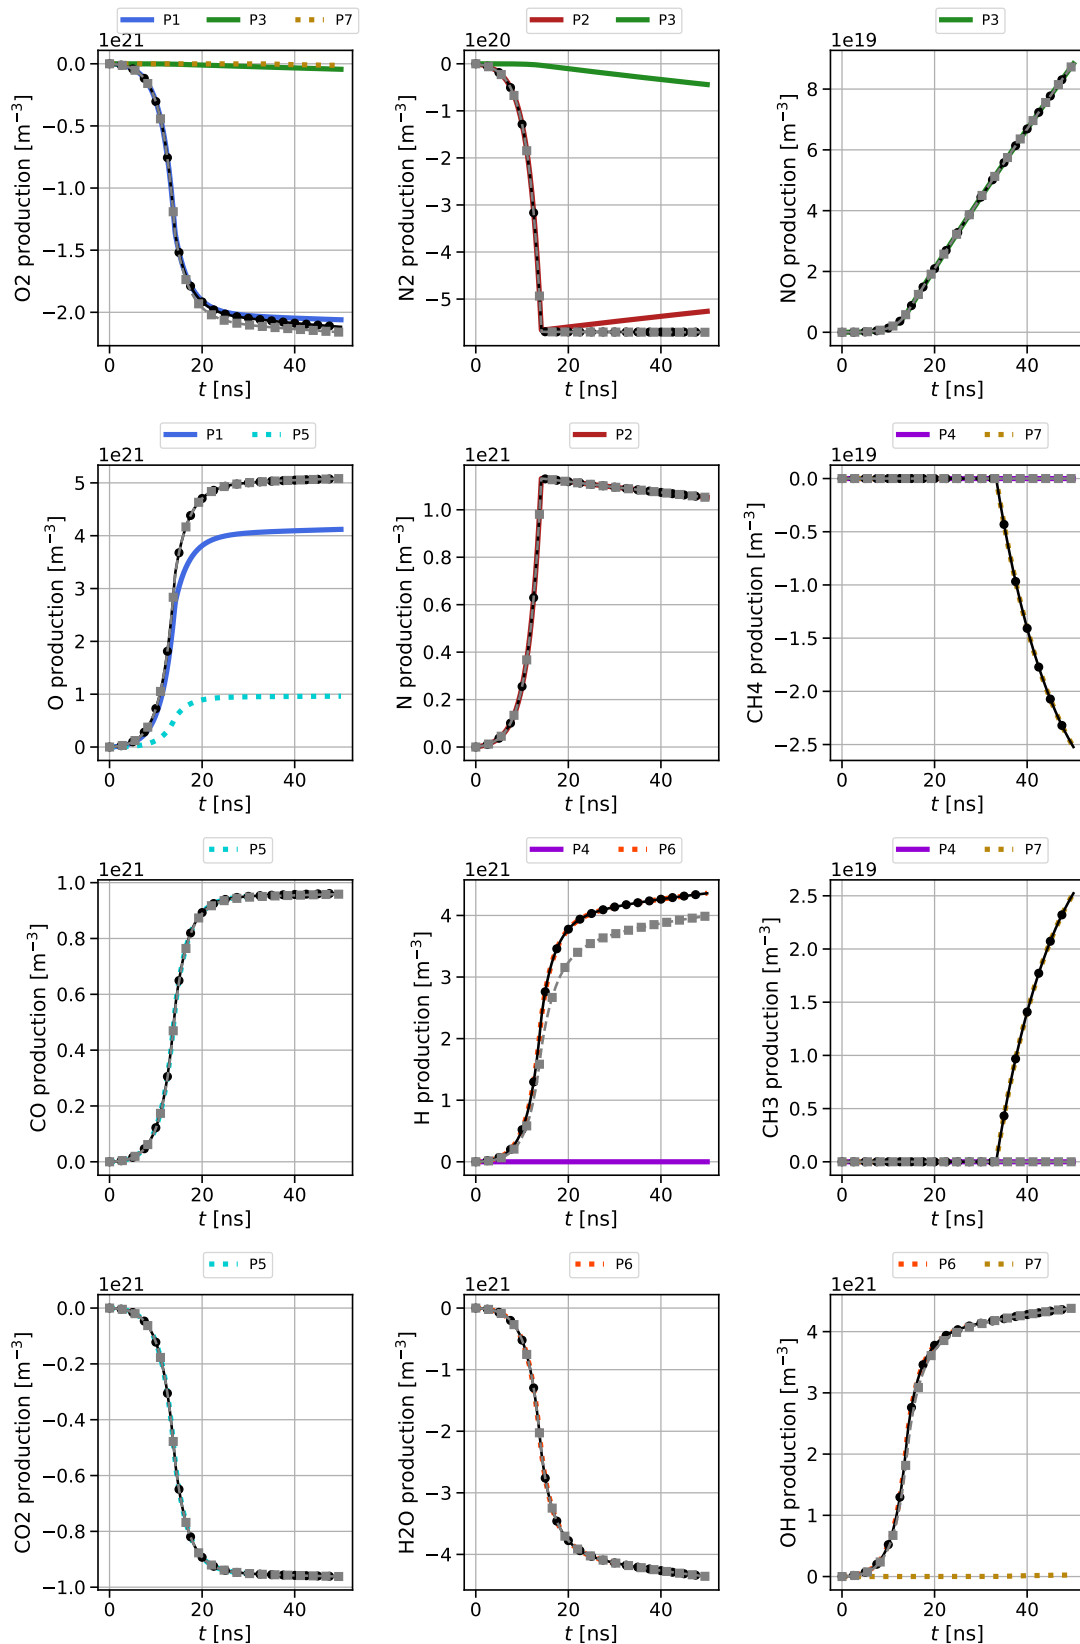 P1 P3 P7
1e21
O2 production [m⁻³]
0.0
−0.5
−1.0
−1.5
−2.0
0 20 40
t [ns]
P2 P3
1e20
N2 production [m⁻³]
0
−1
−2
−3
−4
−5
0 20 40
t [ns]
P3
1e19
NO production [m⁻³]
8
6
4
2
0
0 20 40
t [ns]
P1 P5
1e21
O production [m⁻³]
5
4
3
2
1
0
0 20 40
t [ns]
P2
1e21
N production [m⁻³]
1.0
0.8
0.6
0.4
0.2
0.0
0 20 40
t [ns]
P4 P7
1e19
CH4 production [m⁻³]
0.0
−0.5
−1.0
−1.5
−2.0
−2.5
0 20 40
t [ns]
P5
1e21
CO production [m⁻³]
1.0
0.8
0.6
0.4
0.2
0.0
0 20 40
t [ns]
P4 P6
1e21
H production [m⁻³]
4
3
2
1
0
0 20 40
t [ns]
P4 P7
1e19
CH3 production [m⁻³]
2.5
2.0
1.5
1.0
0.5
0.0
0 20 40
t [ns]
P5
1e21
CO2 production [m⁻³]
0.0
−0.2
−0.4
−0.6
−0.8
−1.0
0 20 40
t [ns]
P6
1e21
H2O production [m⁻³]
0
−1
−2
−3
−4
0 20 40
t [ns]
P6 P7
1e21
OH production [m⁻³]
4
3
2
1
0
0 20 40
t [ns]